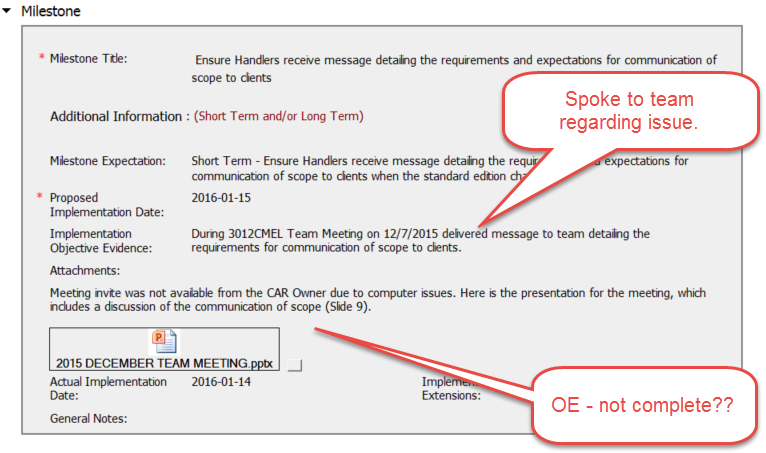 Milestone
* Milestone Title: Ensure Handlers receive message detailing the requirements and expectations for communication of
scope to clients
Additional Information : (Short Term and/or Long Term)
Spoke to team
regarding issue.
Milestone Expectation: Short Term - Ensure Handlers receive message detailing the expectations for
communication of scope to clients when the standard edition
* Proposed
Implementation Date: 2016-01-15
Implementation
Objective Evidence: During 3012CMEL Team Meeting on 12/7/2015 delivered message to team detailing the
requirements for communication of scope to clients.
Attachments:
Meeting invite was not available from the CAR Owner due to computer issues. Here is the presentation for the meeting, which
includes a discussion of the communication of scope (Slide 9).
2015 DECEMBER TEAM MEETING.pptx
Actual Implementation
Date: 2016-01-14
Extensions:
OE - not complete??
General Notes: